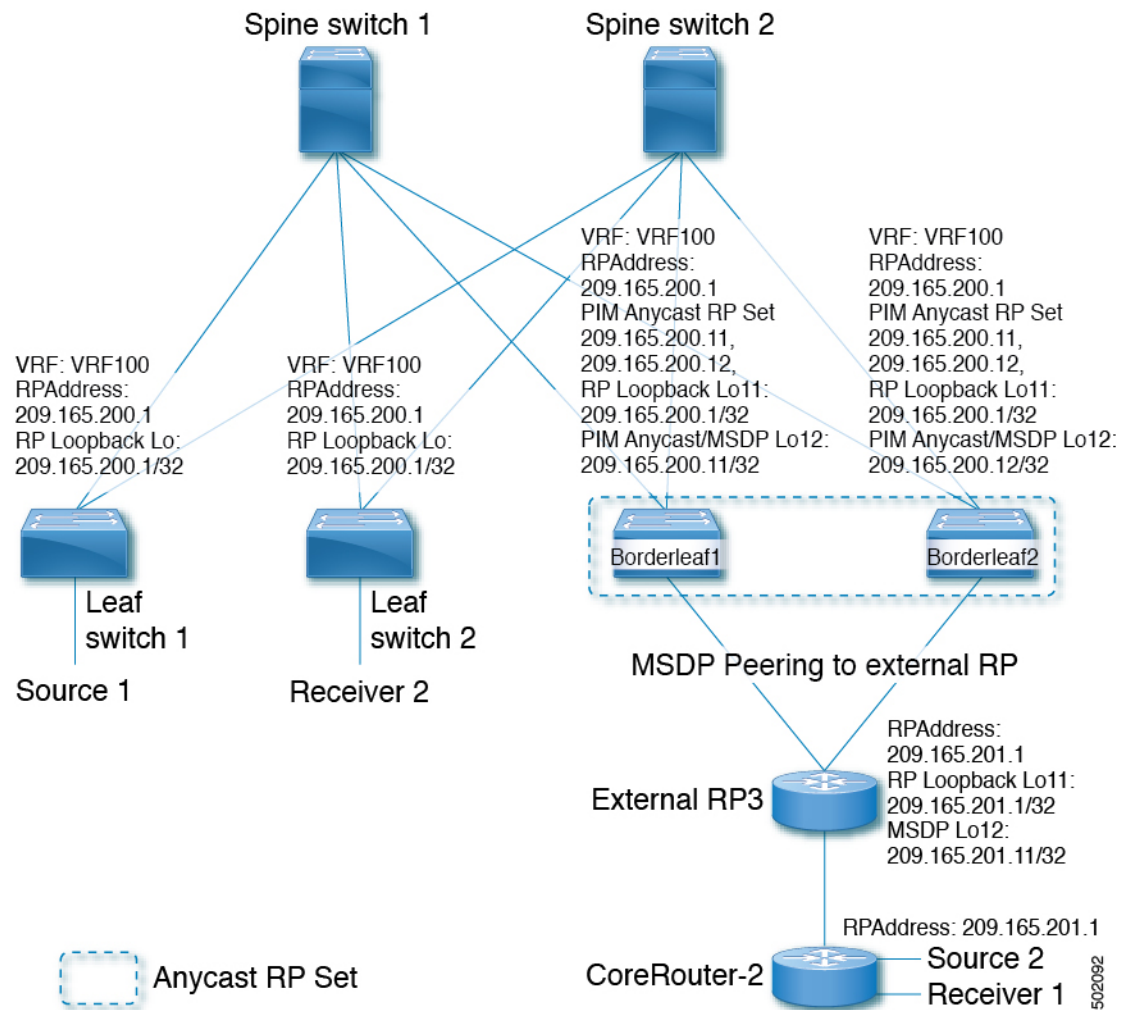 Spine switch 1
Spine switch 2
VRF: VRF100
RPAddress:
209.165.200.1
RP Loopback Lo:
209.165.200.1/32
VRF: VRF100
RPAddress:
209.165.200.1
RP Loopback Lo:
209.165.200.1/32
VRF: VRF100
RPAddress:
209.165.200.1
PIM Anycast RP Set
209.165.200.11,
209.165.200.12,
RP Loopback Lo11:
209.165.200.1/32
PIM Anycast/MSDP Lo12:
209.165.200.11/32
VRF: VRF100
RPAddress:
209.165.200.1
PIM Anycast RP Set
209.165.200.11,
209.165.200.12,
RP Loopback Lo11:
209.165.200.1/32
PIM Anycast/MSDP Lo12:
209.165.200.12/32
Borderleaf1
Borderleaf2
Leaf
switch 1
Leaf
switch 2
Source 1
Receiver 2
MSDP Peering to external RP
External RP3
RPAddress:
209.165.201.1
RP Loopback Lo11:
209.165.201.1/32
MSDP Lo12:
209.165.201.11/32
RPAddress: 209.165.201.1
CoreRouter-2
Source 2
Receiver 1
Anycast RP Set
502092